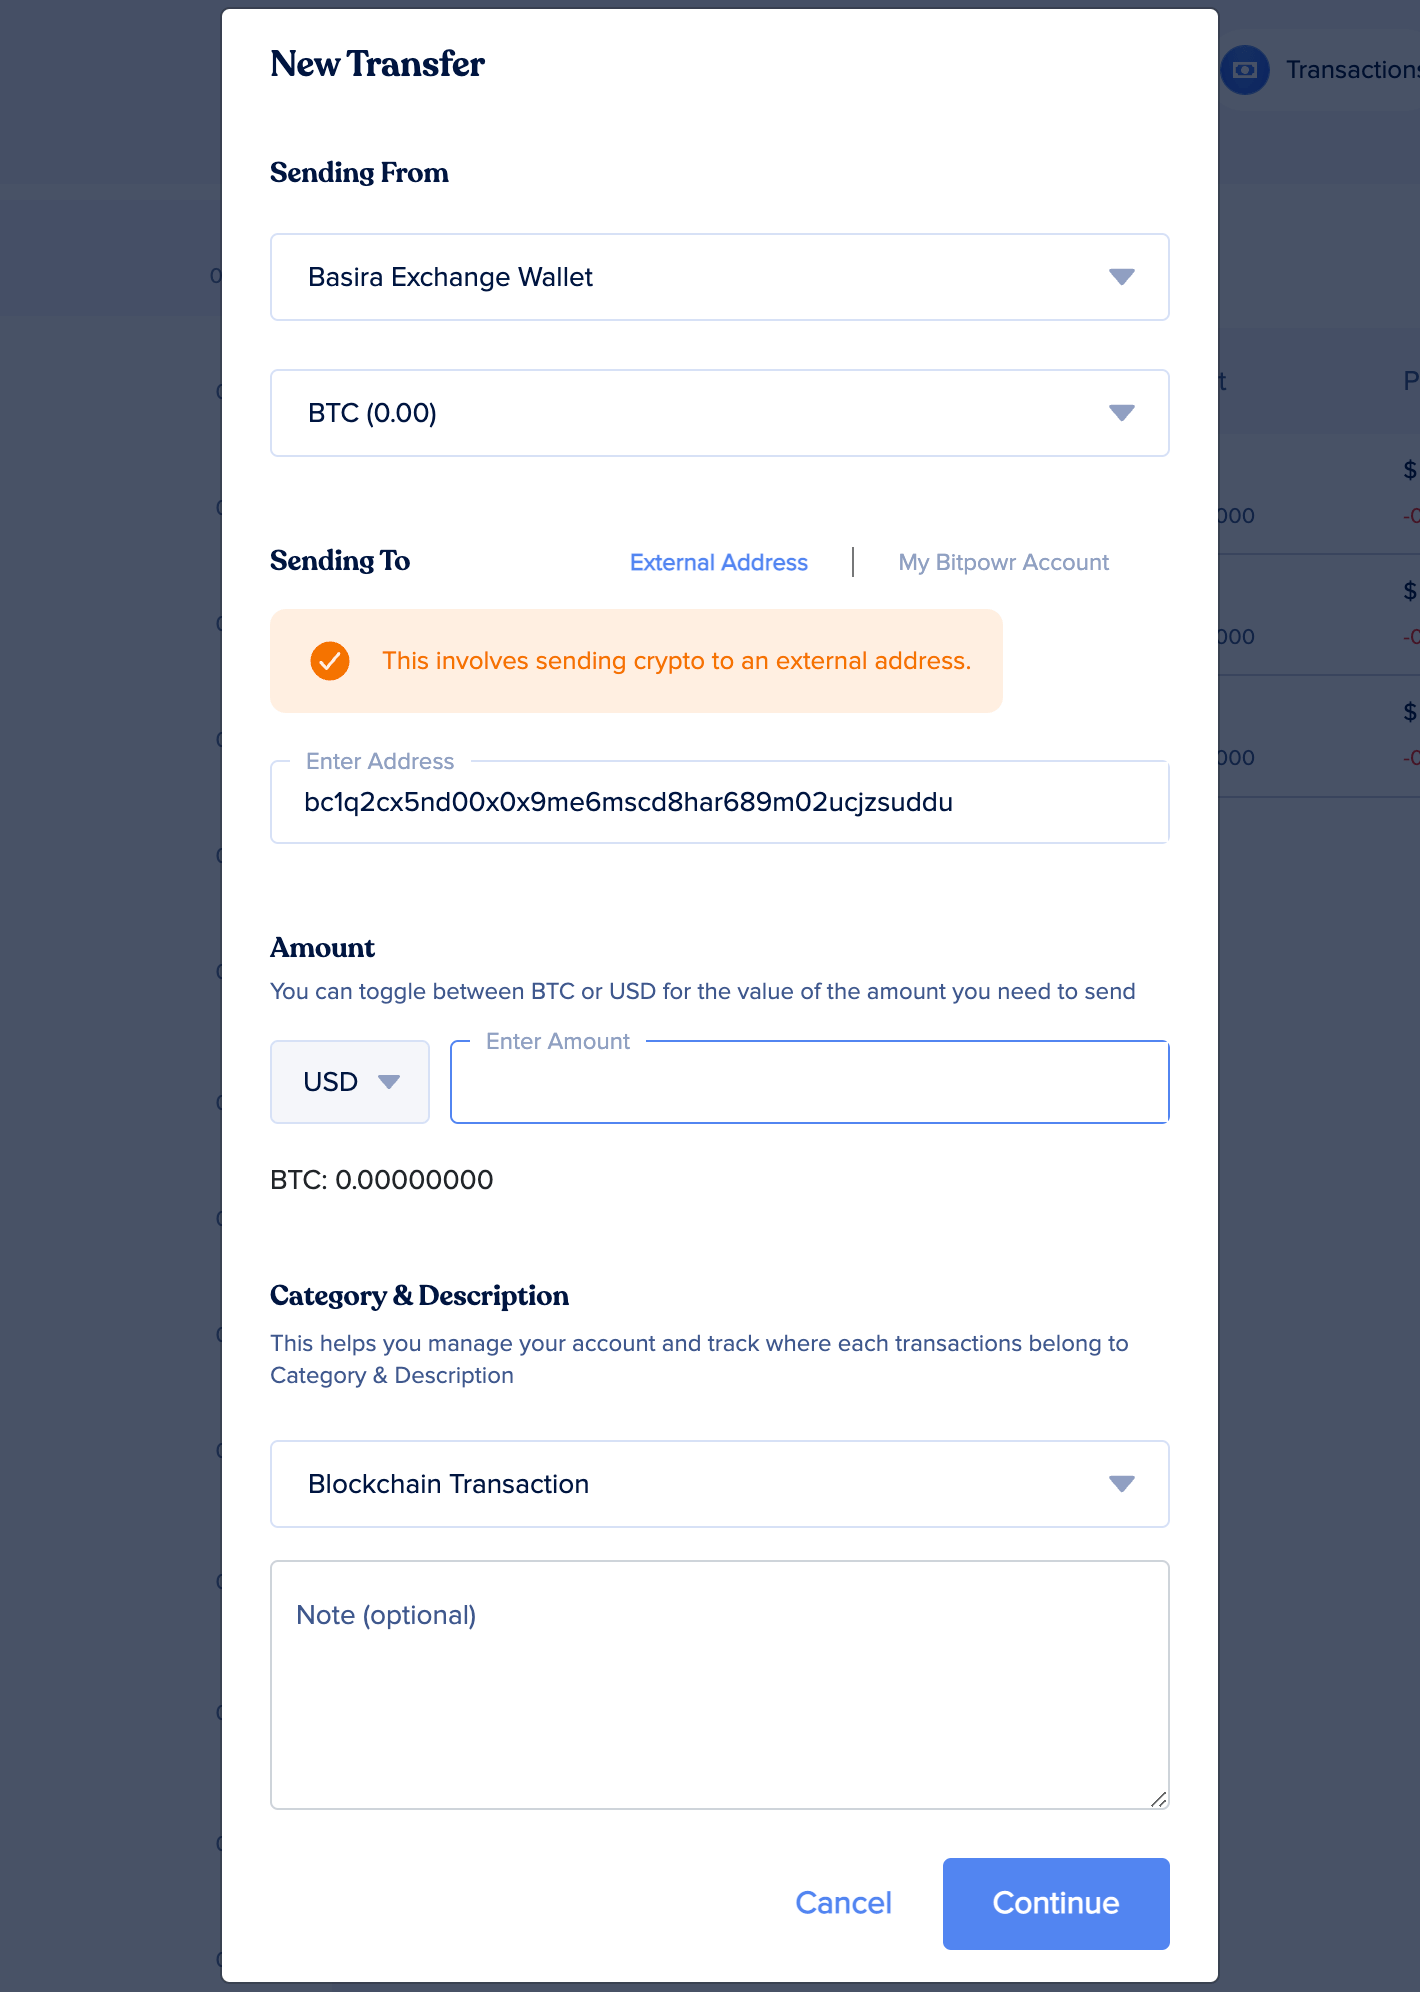 New Transfer
Transactions
Sending From
Basira Exchange Wallet
BTC (0.00)
Sending To
External Address
My Bitpowr Account
This involves sending crypto to an external address.
Enter Address
bc1q2cx5nd00x0x9me6mscd8har689m02ucjzsuddu
Amount
You can toggle between BTC or USD for the value of the amount you need to send
Enter Amount
USD
BTC: 0.00000000
Category & Description
This helps you manage your account and track where each transactions belong to
Category & Description
Blockchain Transaction
Note (optional)
Cancel
Continue